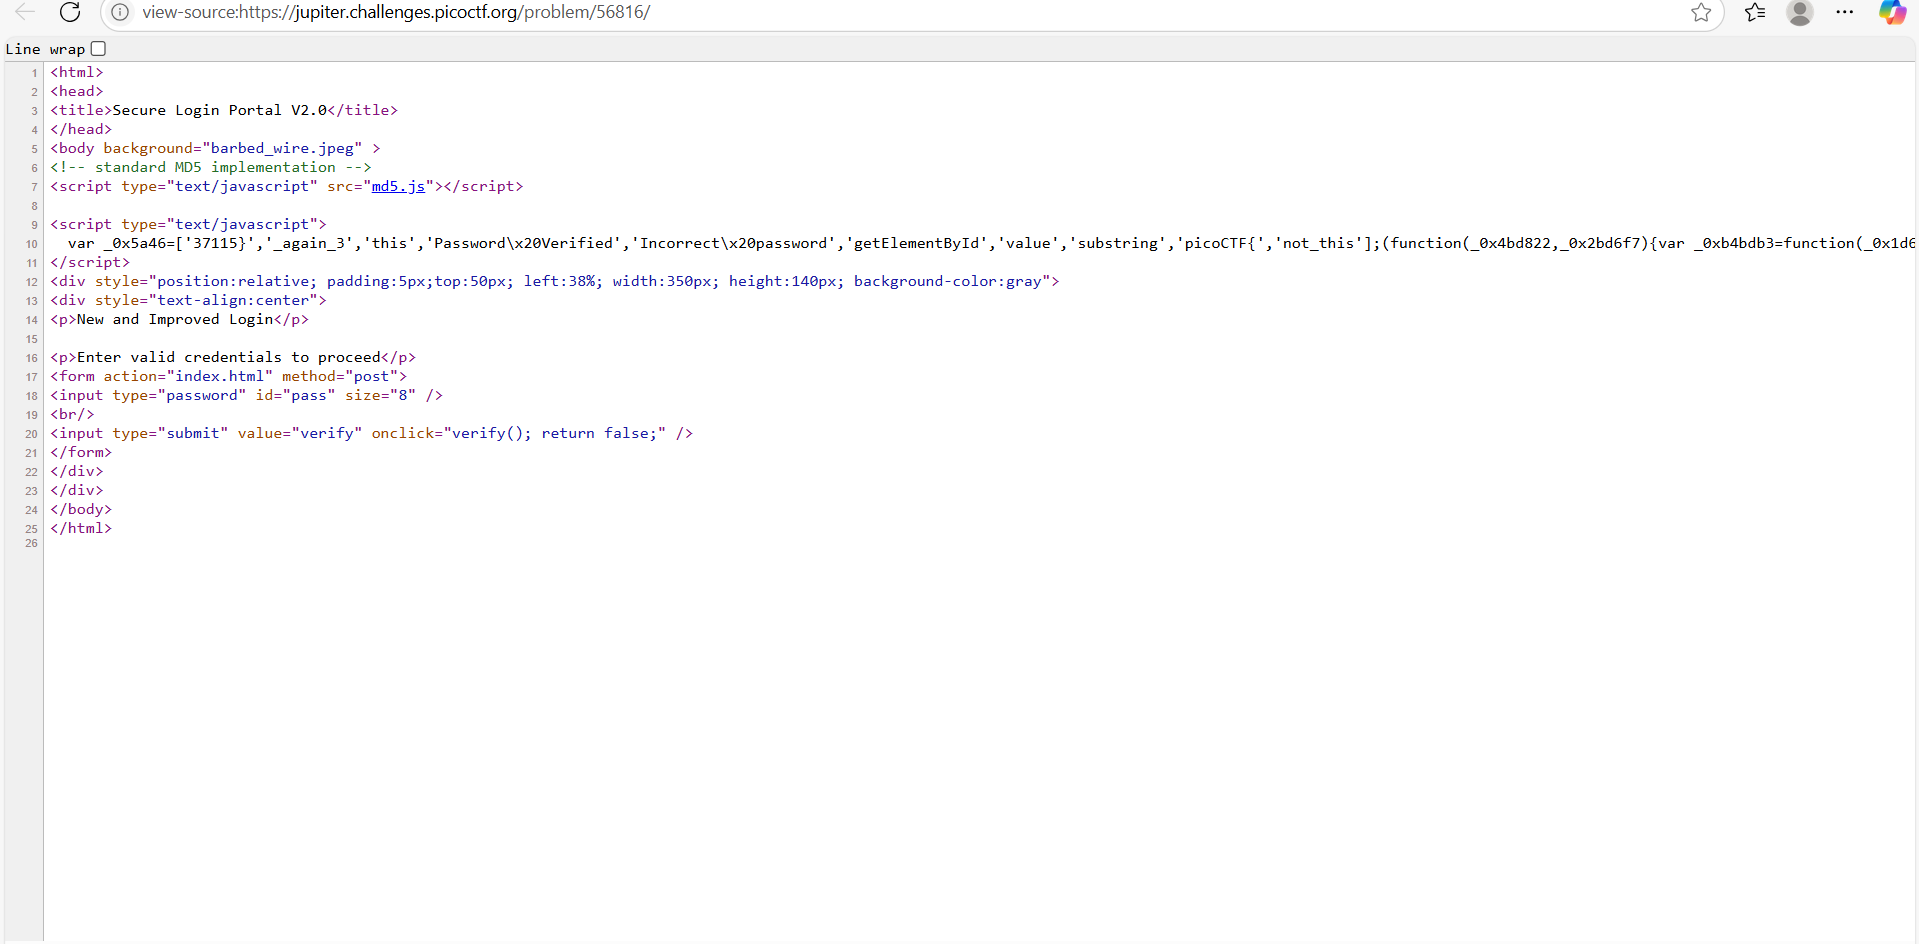 view-source:https://jupiter.challenges.picoctf.org/problem/56816/
Line wrap
1 <html>
2 <head>
3 <title>Secure Login Portal V2.0</title>
4 </head>
5 <body background="barbed_wire.jpeg" >
6 <!-- standard MD5 implementation -->
7 <script type="text/javascript" src="md5.js"></script>
8
9 <script type="text/javascript">
10   var _0x5a46=['37115}','_again_3','this','Password\x20Verified','Incorrect\x20password','getElementById','value','substring','picoCTF{','not_this'];(function(_0x4bd822,_0x2bd6f7){var _0xb4bdb3=function(_0x1d6
11 </script>
12 <div style="position:relative; padding:5px;top:50px; left:38%; width:350px; height:140px; background-color:gray">
13 <div style="text-align:center">
14 <p>New and Improved Login</p>
15
16 <p>Enter valid credentials to proceed</p>
17 <form action="index.html" method="post">
18 <input type="password" id="pass" size="8" />
19 <br/>
20 <input type="submit" value="verify" onclick="verify(); return false;" />
21 </form>
22 </div>
23 </div>
24 </body>
25 </html>
26